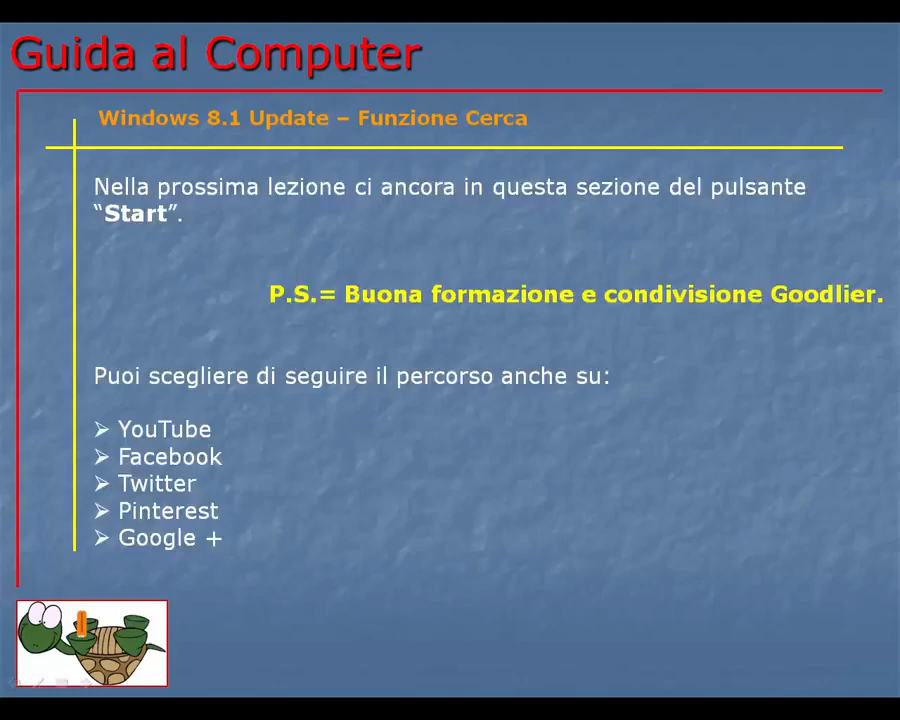 Guida al Computer
Windows 8.1 Update – Funzione Cerca
Nella prossima lezione ci ancora in questa sezione del pulsante
“Start”.
P.S.= Buona formazione e condivisione Goodlier.
Puoi scegliere di seguire il percorso anche su:
YouTube
Facebook
Twitter
Pinterest
Google +